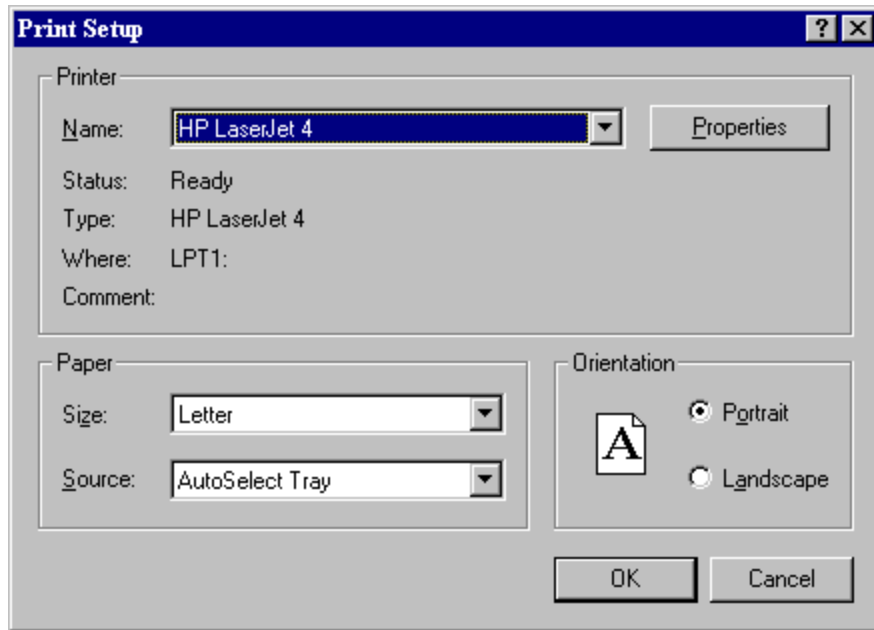 Print Setup
Printer
Name: HP LaserJet 4 Properties
Status: Ready
Type: HP LaserJet 4
Where: LPT1:
Comment:
Paper
Size: Letter
Source: AutoSelect Tray
Orientation
A
Portrait
Landscape
OK Cancel